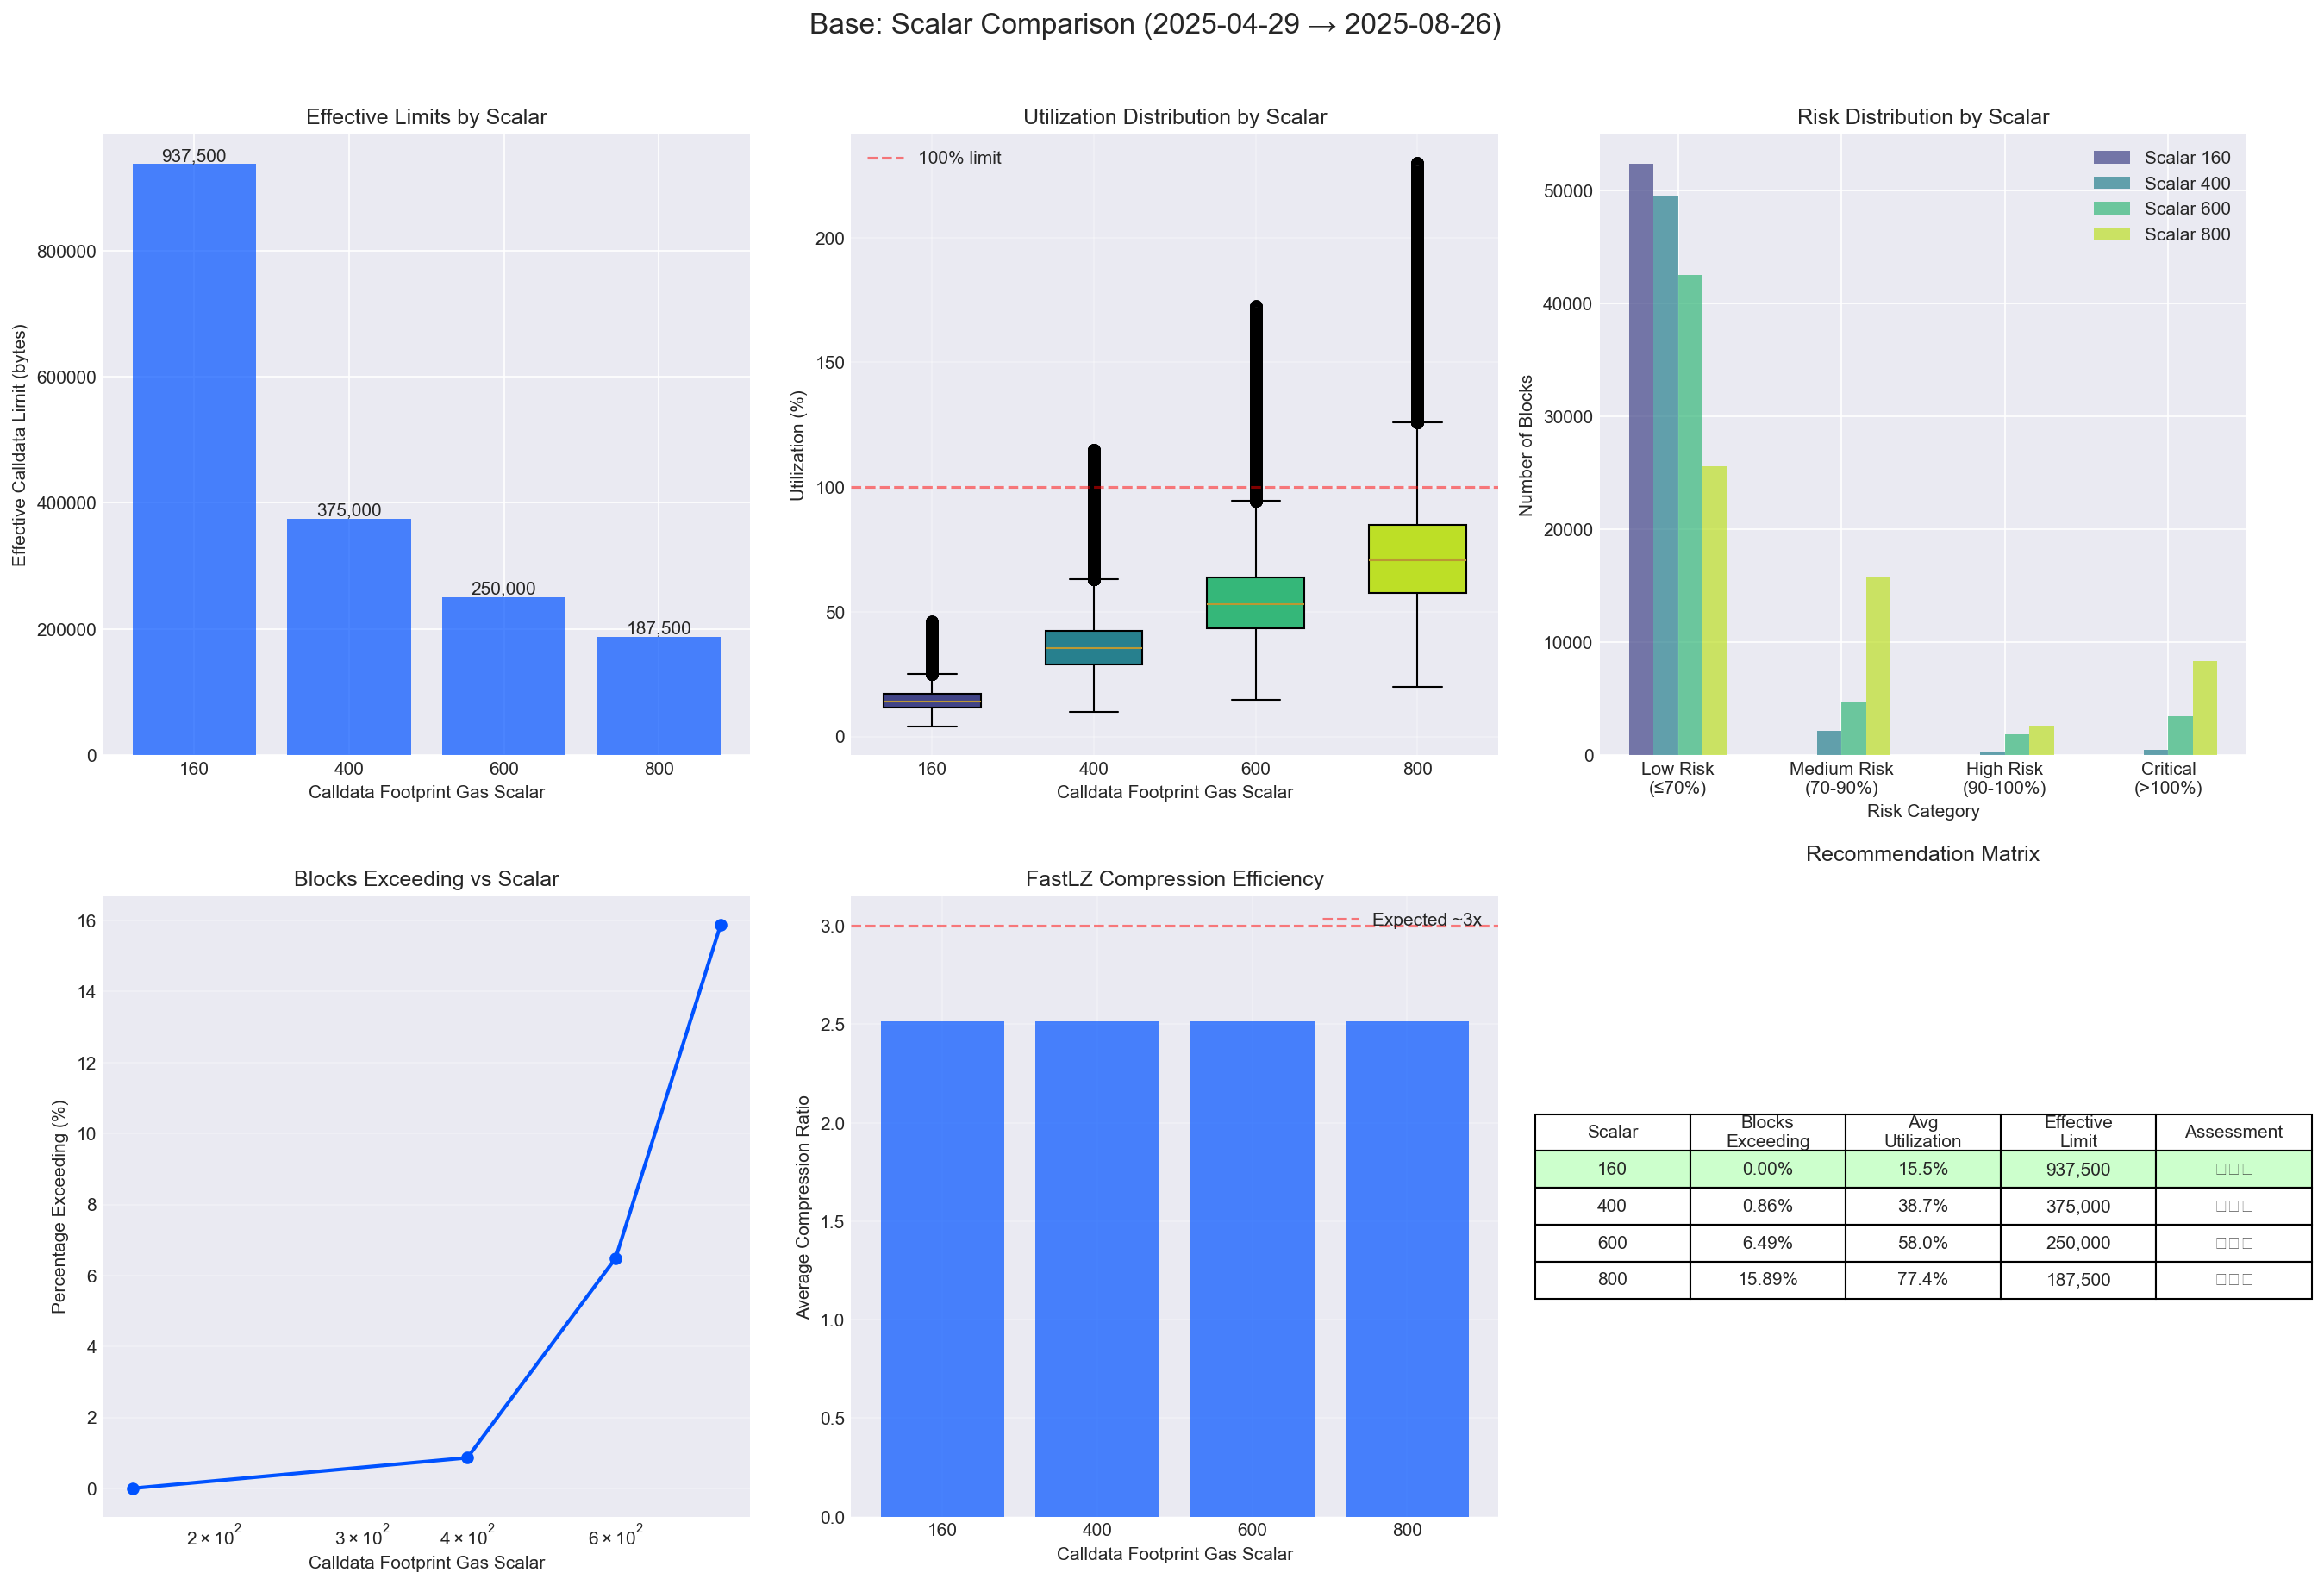 Base: Scalar Comparison (2025-04-29 → 2025-08-26)
Effective Limits by Scalar
Effective Calldata Limit (bytes)
800000
600000
400000
200000
0
937,500
375,000
250,000
187,500
160
400
600
800
Calldata Footprint Gas Scalar
Utilization Distribution by Scalar
100% limit
Utilization (%)
200
150
100
50
0
160
400
600
800
Calldata Footprint Gas Scalar
Risk Distribution by Scalar
Scalar 160
Scalar 400
Scalar 600
Scalar 800
Number of Blocks
50000
40000
30000
20000
10000
0
Low Risk
(≤70%)
Medium Risk
(70-90%)
High Risk
(90-100%)
Critical
(>100%)
Risk Category
Blocks Exceeding vs Scalar
Percentage Exceeding (%)
16
14
12
10
8
6
4
2
0
2 × 10²
3 × 10²
4 × 10²
6 × 10²
Calldata Footprint Gas Scalar
FastLZ Compression Efficiency
Expected ~3x
Average Compression Ratio
3.0
2.5
2.0
1.5
1.0
0.5
0.0
160
400
600
800
Calldata Footprint Gas Scalar
Recommendation Matrix
Scalar
Blocks
Exceeding
Avg
Utilization
Effective
Limit
Assessment
160 0.00% 15.5% 937,500
400 0.86% 38.7% 375,000
600 6.49% 58.0% 250,000
800 15.89% 77.4% 187,500